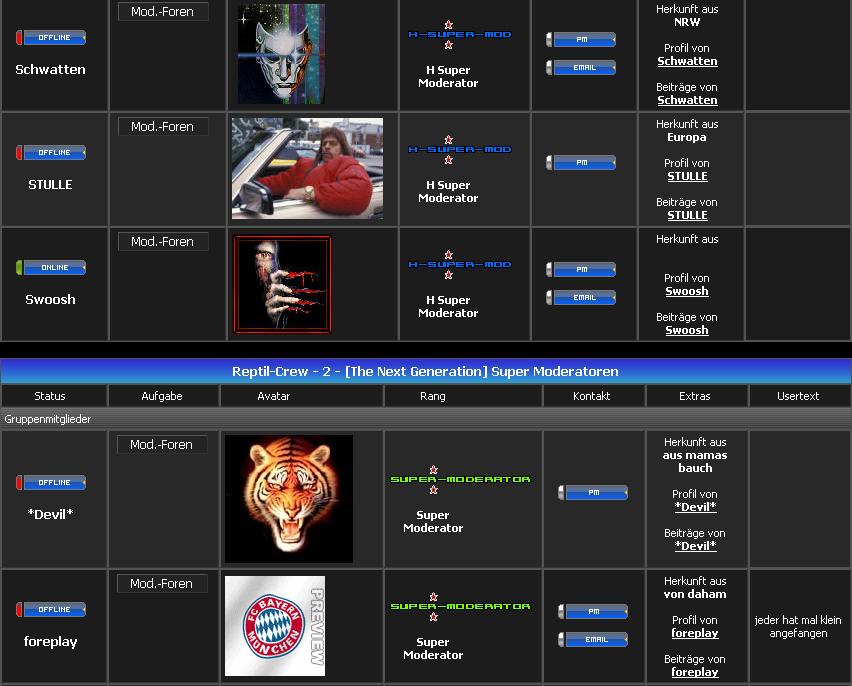 OFFLINE
Schwatten
Mod.-Foren
H-SUPER-MOD
H Super
Moderator
PM
EMAIL
Herkunft aus
NRW
Profil von
Schwatten
Beiträge von
Schwatten
OFFLINE
STULLE
Mod.-Foren
H-SUPER-MOD
H Super
Moderator
PM
Herkunft aus
Europa
Profil von
STULLE
Beiträge von
STULLE
ONLINE
Swoosh
Mod.-Foren
H-SUPER-MOD
H Super
Moderator
PM
EMAIL
Herkunft aus
Profil von
Swoosh
Beiträge von
Swoosh
Reptil-Crew - 2 - [The Next Generation] Super Moderatoren
Status Aufgabe Avatar Rang Kontakt Extras Usertext
Gruppenmitglieder
OFFLINE
*Devil*
Mod.-Foren
SUPER-MODERATOR
Super
Moderator
PM
Herkunft aus
aus mamas
bauch
Profil von
*Devil*
Beiträge von
*Devil*
OFFLINE
foreplay
Mod.-Foren
FC BAYERN
MÜNCHEN
PREVIEW
SUPER-MODERATOR
Super
Moderator
PM
EMAIL
Herkunft aus
von daham
Profil von
foreplay
Beiträge von
foreplay
jeder hat mal klein
angefangen